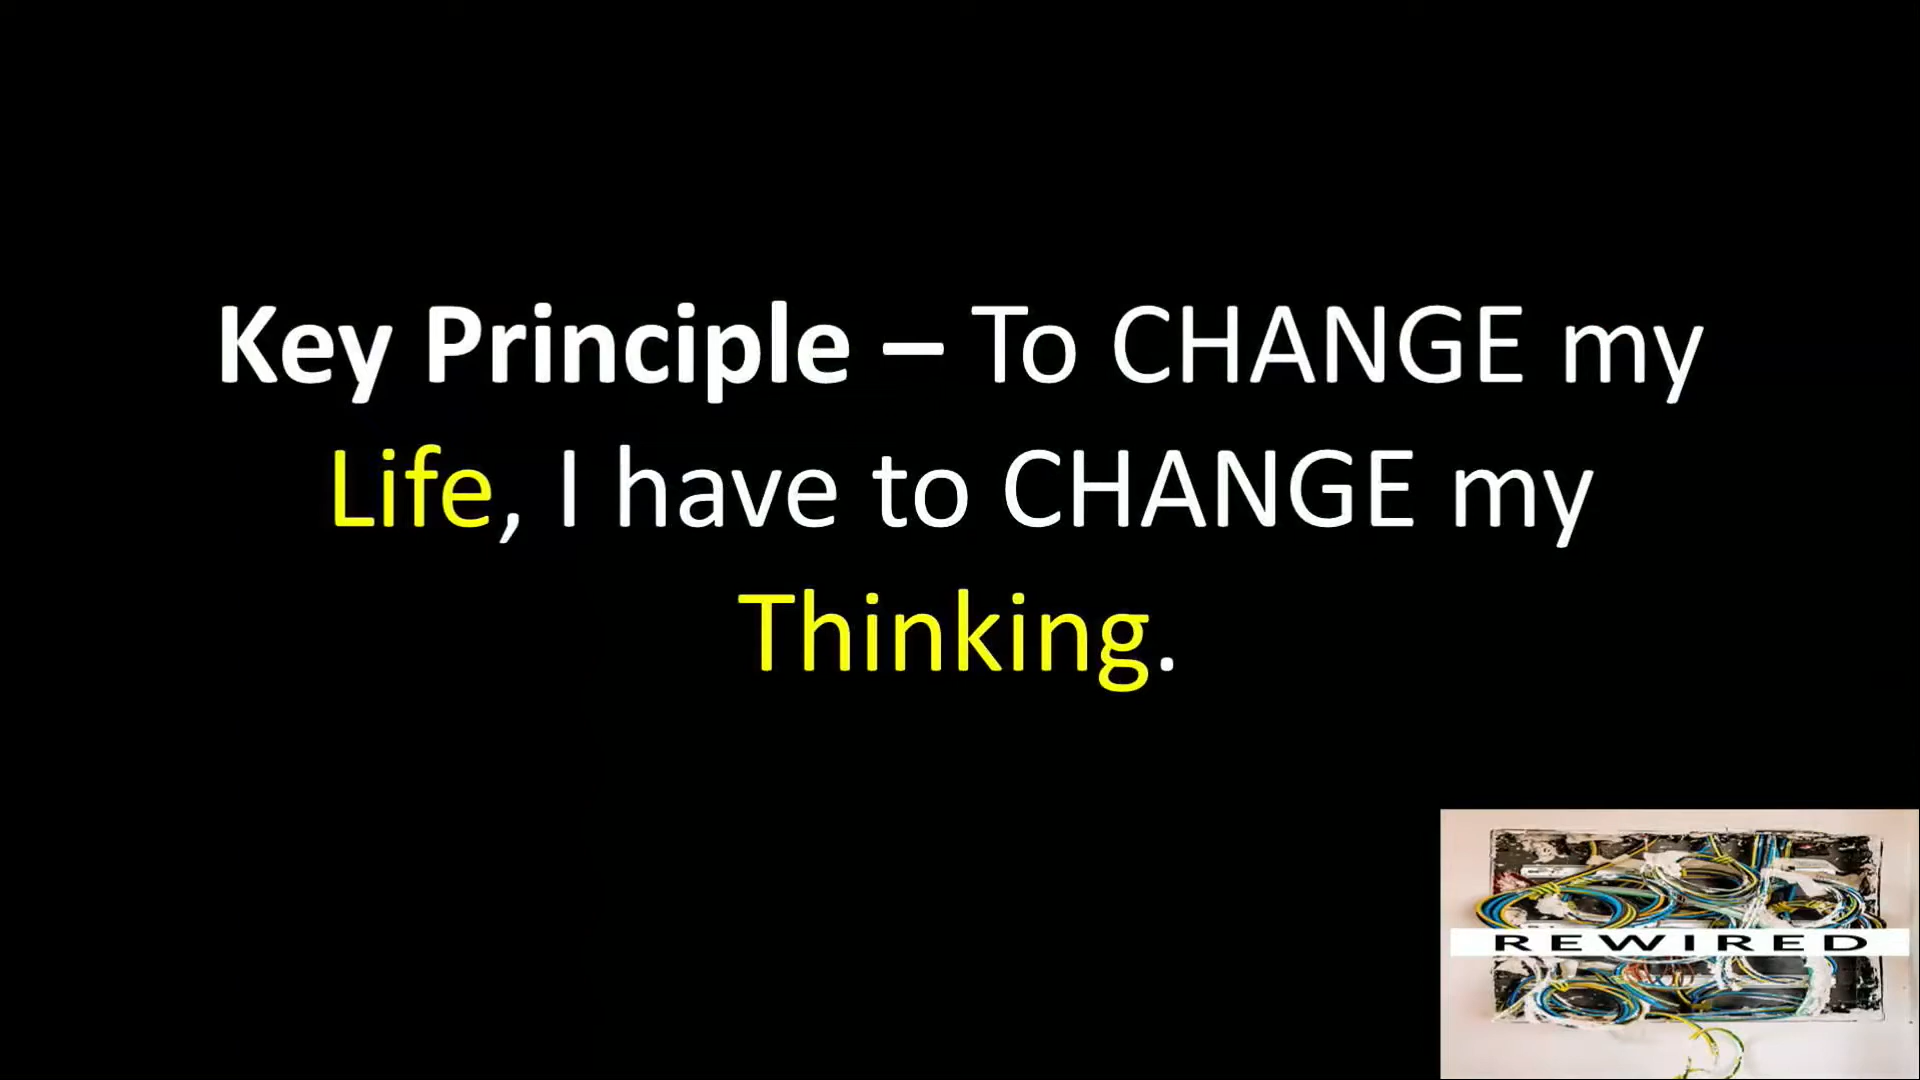 Key Principle – To CHANGE my
Life, I have to CHANGE my
Thinking.
REWIRED